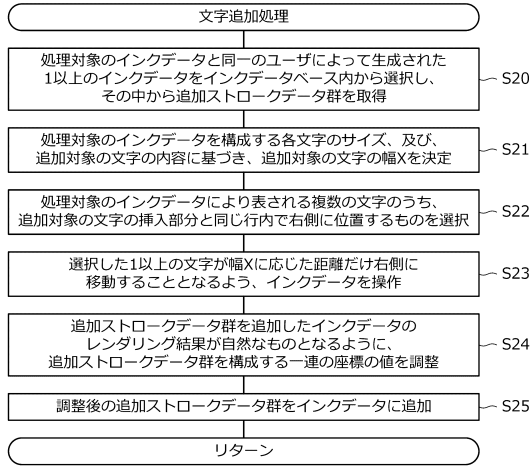 文字追加処理
処理対象のインクデータと同一のユーザによって生成された
1以上のインクデータをインクデータベース内から選択し、
その中から追加ストロークデータ群を取得
S20
処理対象のインクデータを構成する各文字のサイズ、及び、
追加対象の文字の内容に基づき、追加対象の文字の幅Xを決定
S21
処理対象のインクデータにより表される複数の文字のうち、
追加対象の文字の挿入部分と同じ行内で右側に位置するものを選択
S22
選択した1以上の文字が幅Xに応じた距離だけ右側に
移動することとなるよう、インクデータを操作
S23
追加ストロークデータ群を追加したインクデータの
レンダリング結果が自然なものとなるように、
追加ストロークデータ群を構成する一連の座標の値を調整
S24
調整後の追加ストロークデータ群をインクデータに追加
S25
リターン